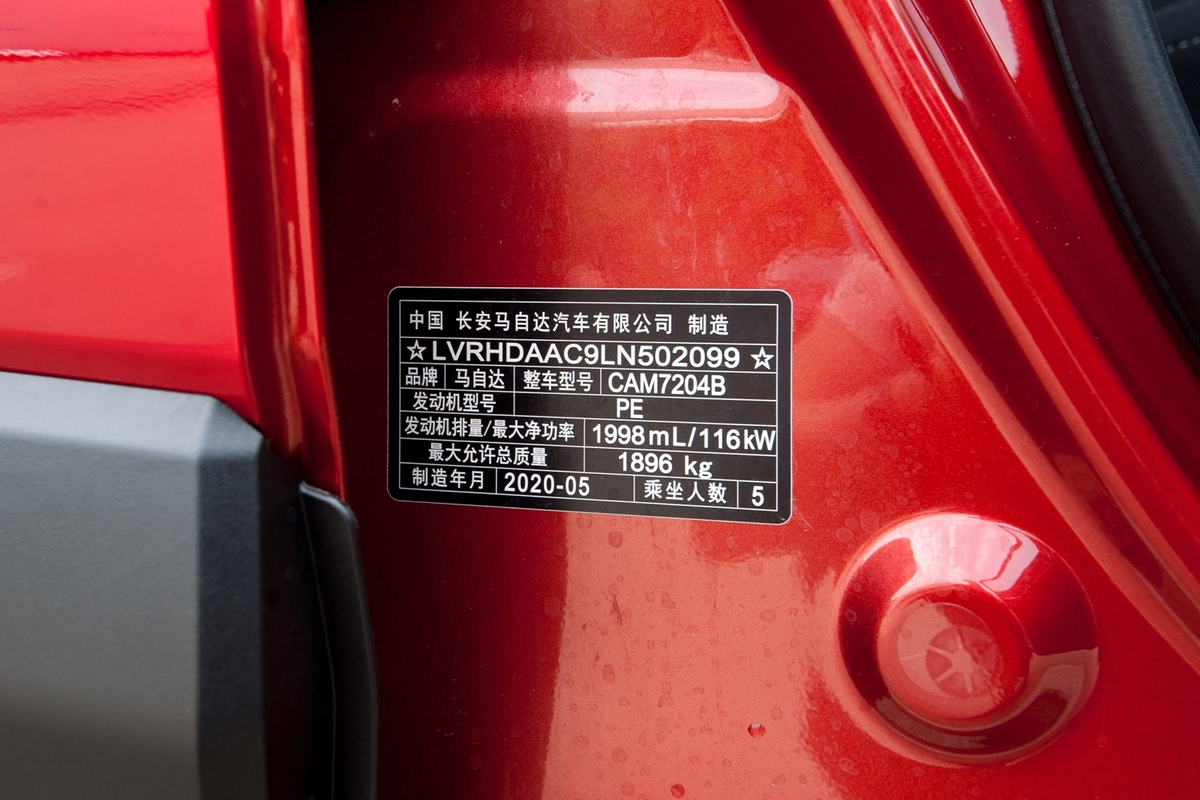 中国 长安马自达汽车有限公司 制造
☆LVRHDAAC9LN502099☆
品牌 马自达 整车型号 CAM7204B
发动机型号 PE
发动机排量/最大净功率 1998mL/116kW
最大允许总质量 1896 kg
制造年月 2020-05 乘坐人数 5